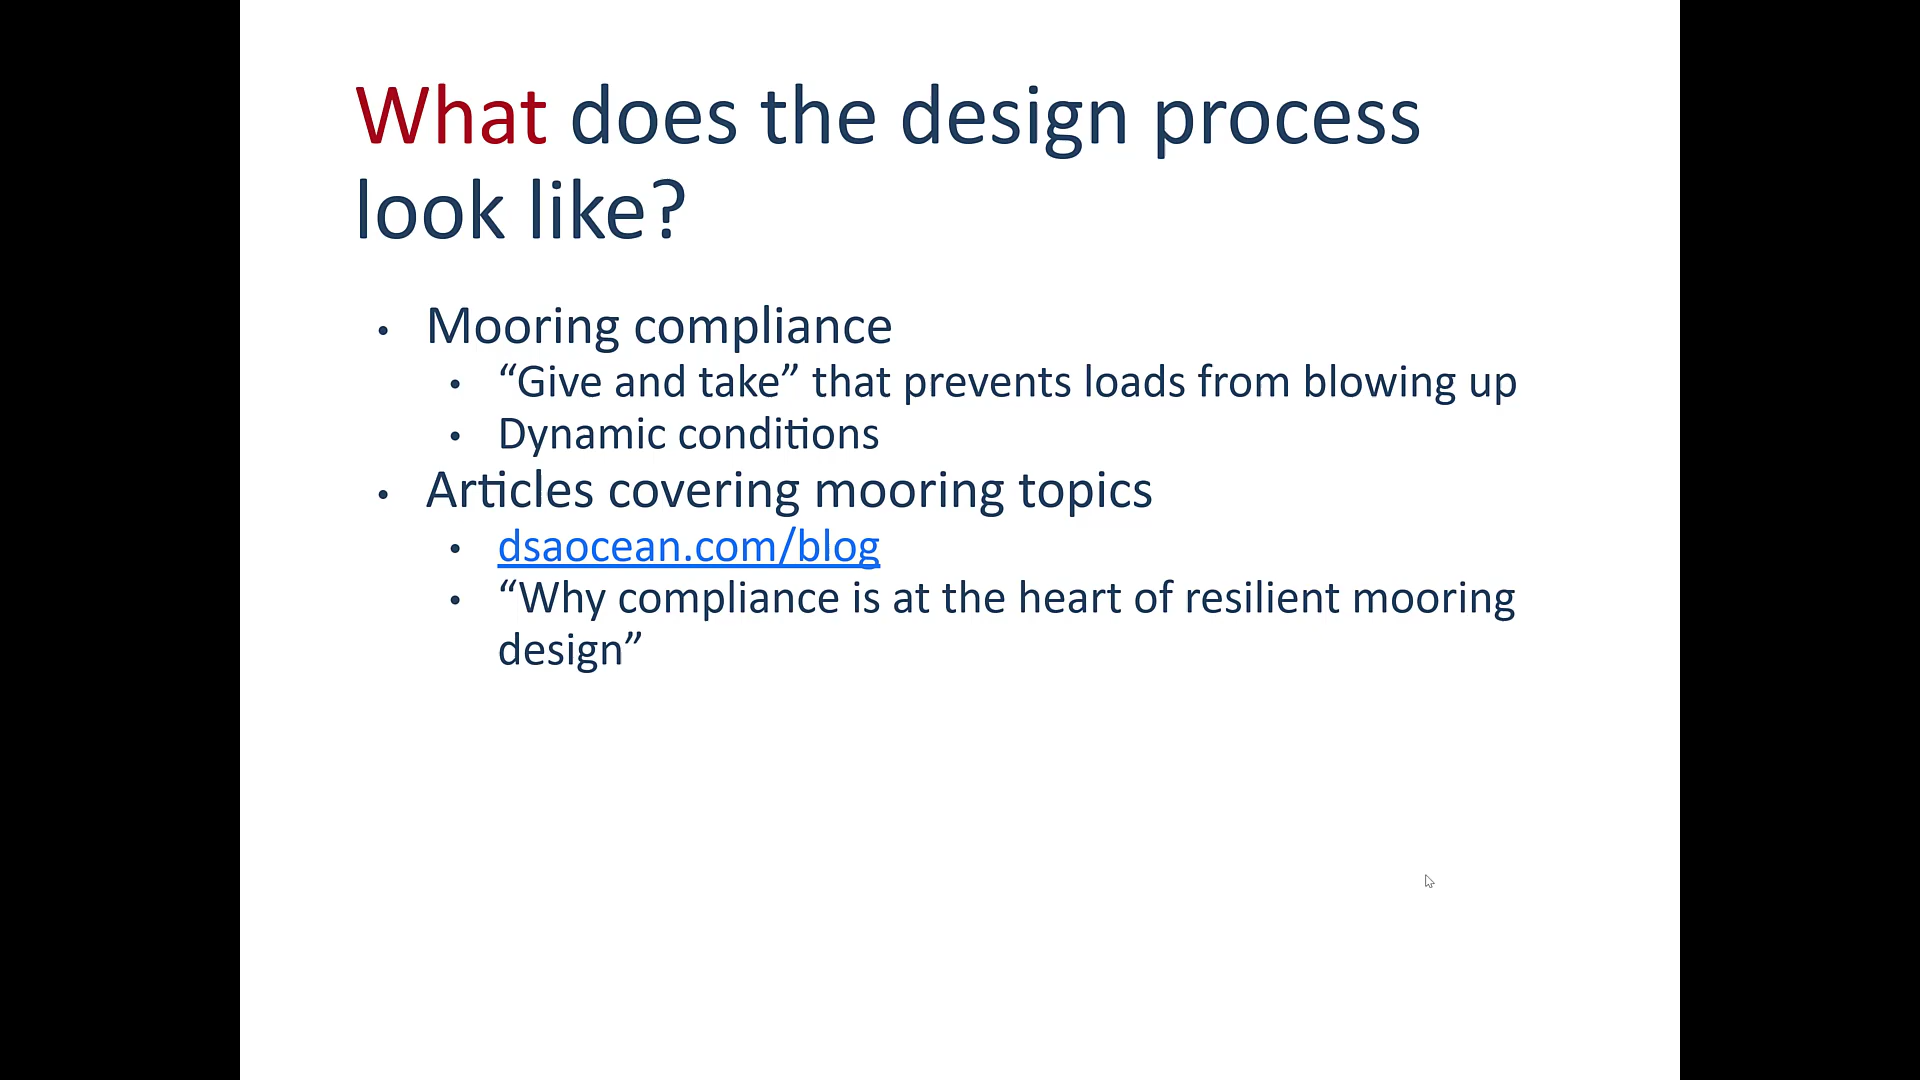 What does the design process
look like?
• Mooring compliance
• “Give and take” that prevents loads from blowing up
• Dynamic conditions
• Articles covering mooring topics
• dsaocean.com/blog
• “Why compliance is at the heart of resilient mooring
design”